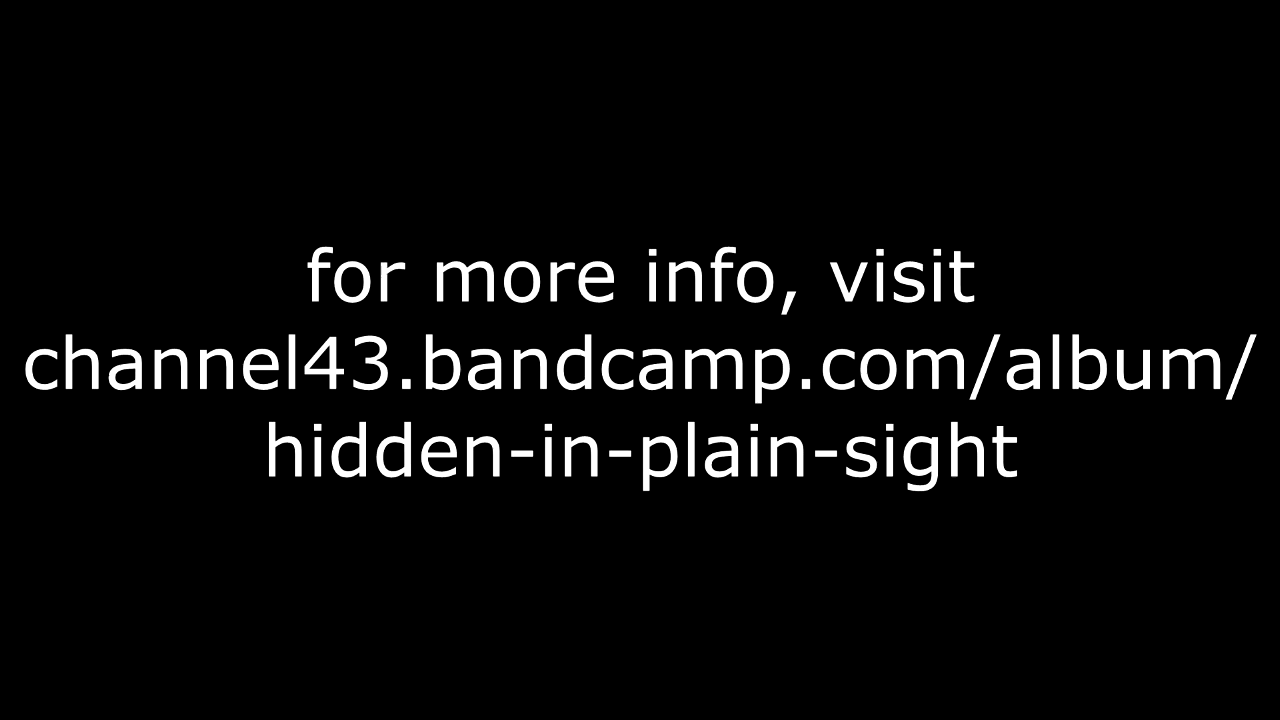 for more info, visit
channel43.bandcamp.com/album/
hidden-in-plain-sight